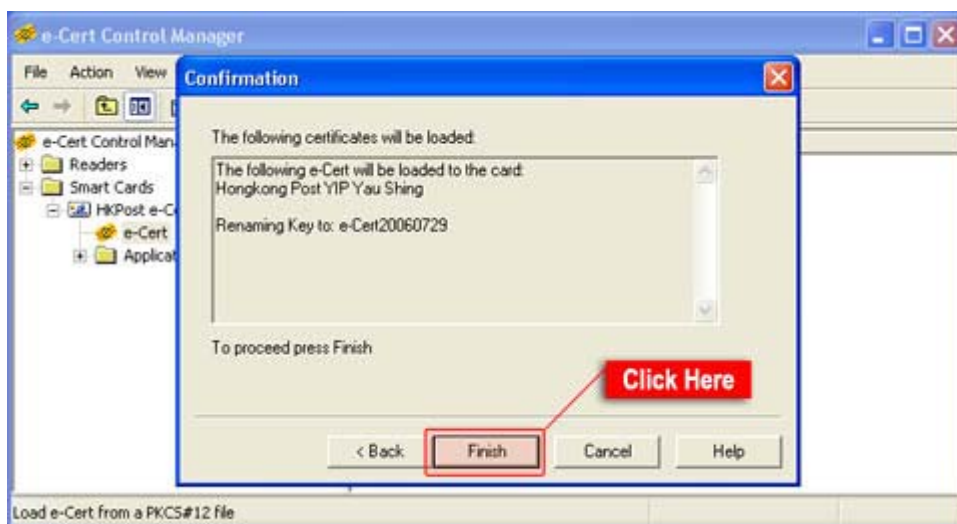 e-Cert Control Manager
File Action View
Confirmation
e-Cert Control Man
Readers
Smart Cards
HKPost e-Ce
e-Cert
Applicat
The following certificates will be loaded:
The following e-Cert will be loaded to the card:
Hongkong Post YIP Yau Shing
Renaming Key to: e-Cert20060729
To proceed press Finish
Click Here
< Back Finish Cancel Help
Load e-Cert from a PKCS#12 file